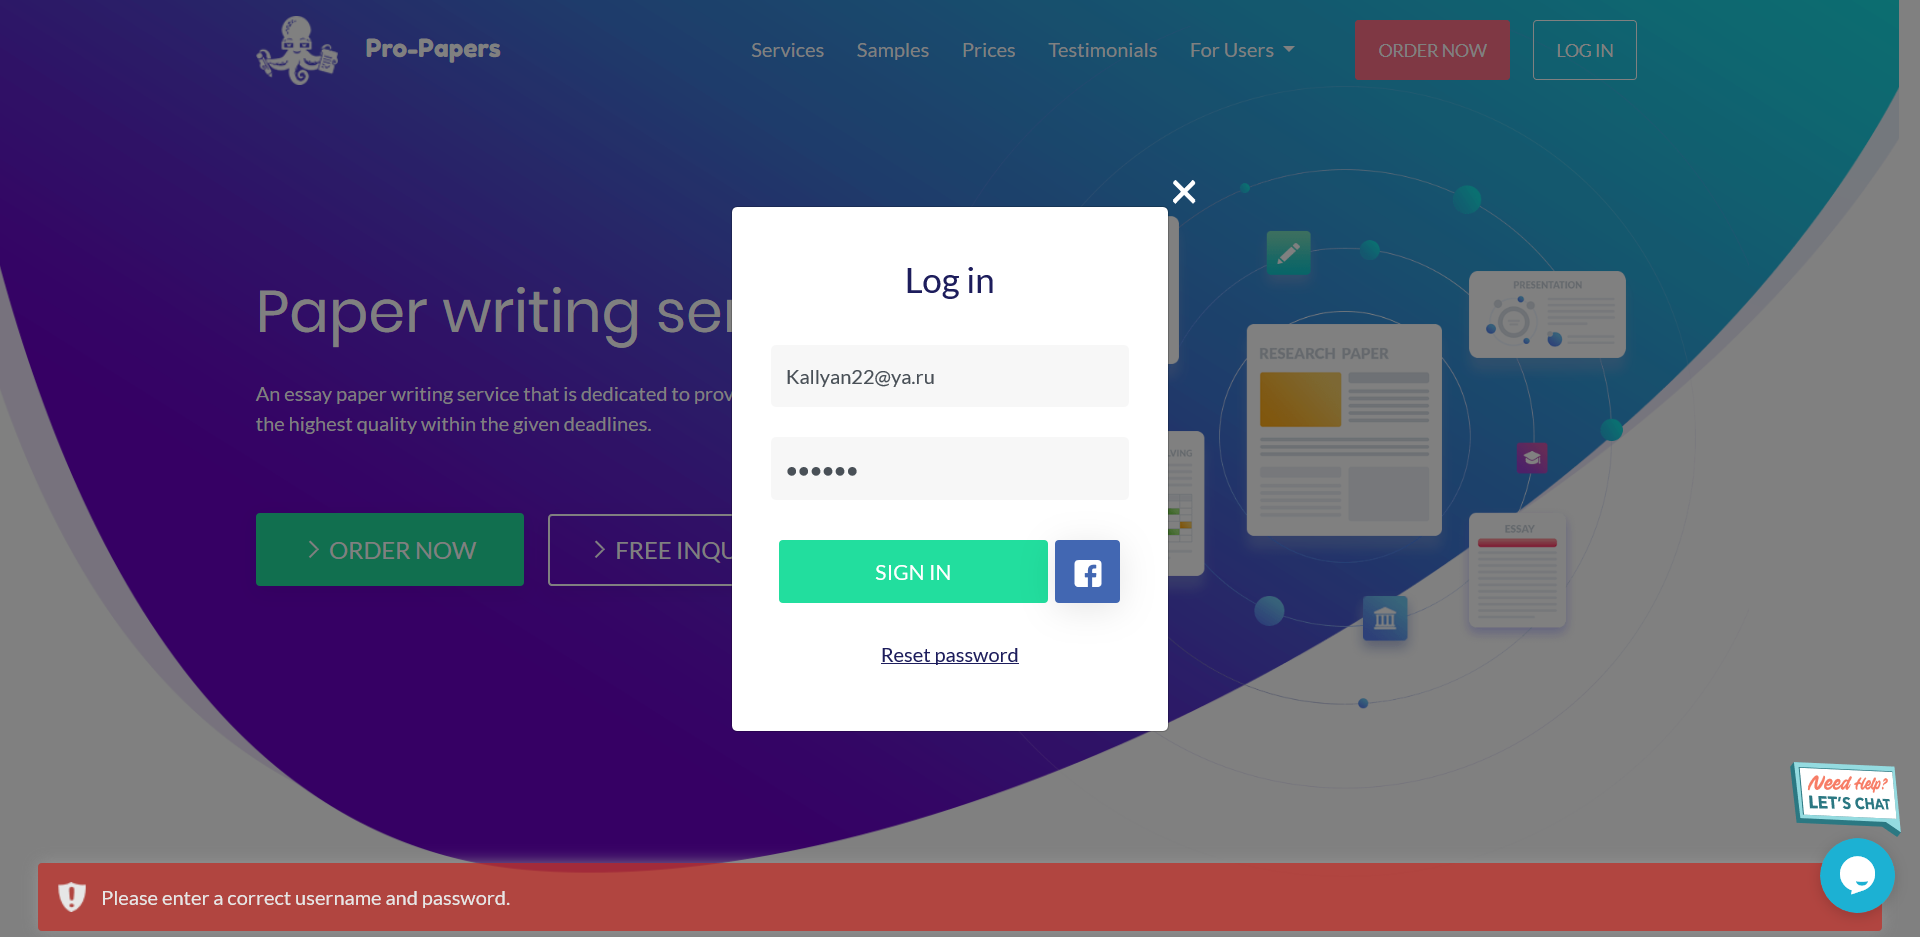 Pro-Papers
Services
Samples
Prices
Testimonials
For Users
ORDER NOW
LOG IN
Log in
Kallyan22@ya.ru
SIGN IN
Reset password
Paper writing ser
An essay paper writing service that is dedicated to prov
the highest quality within the given deadlines.
ORDER NOW
FREE INQU
PRESENTATION
RESEARCH PAPER
LVING
ESSAY
Need Help?
LET'S CHAT
Please enter a correct username and password.